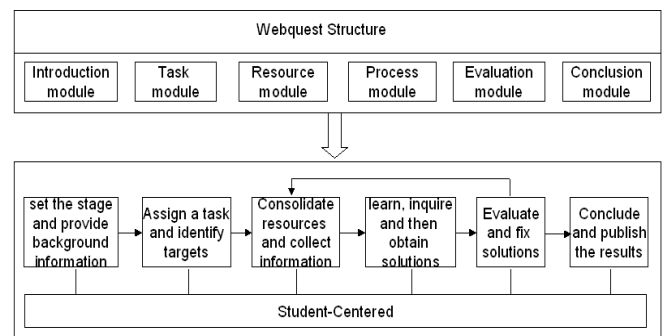 Webquest Structure
Introduction
module
Task
module
Resource
module
Process
module
Evaluation
module
Conclusion
module
set the stage
and provide
background
information
Assign a task
and identify
targets
Consolidate
resources
and collect
information
learn, inquire
and then
obtain
solutions
Evaluate
and fix
solutions
Conclude
and publish
the results
Student-Centered